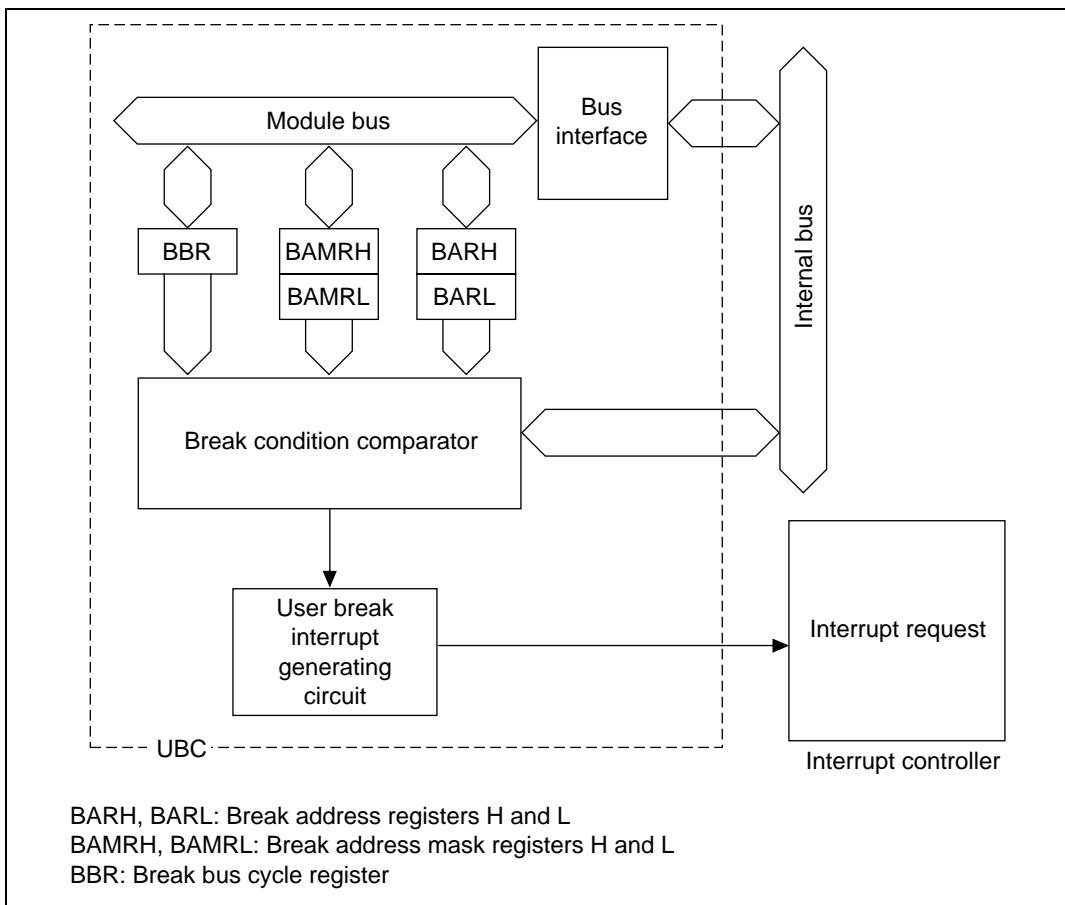 Bus
interface
Module bus
Internal bus
BBR
BAMRH
BARH
BAMRL
BARL
Break condition comparator
User break
interrupt
generating
circuit
Interrupt request
UBC
Interrupt controller
BARH, BARL: Break address registers H and L
BAMRH, BAMRL: Break address mask registers H and L
BBR: Break bus cycle register